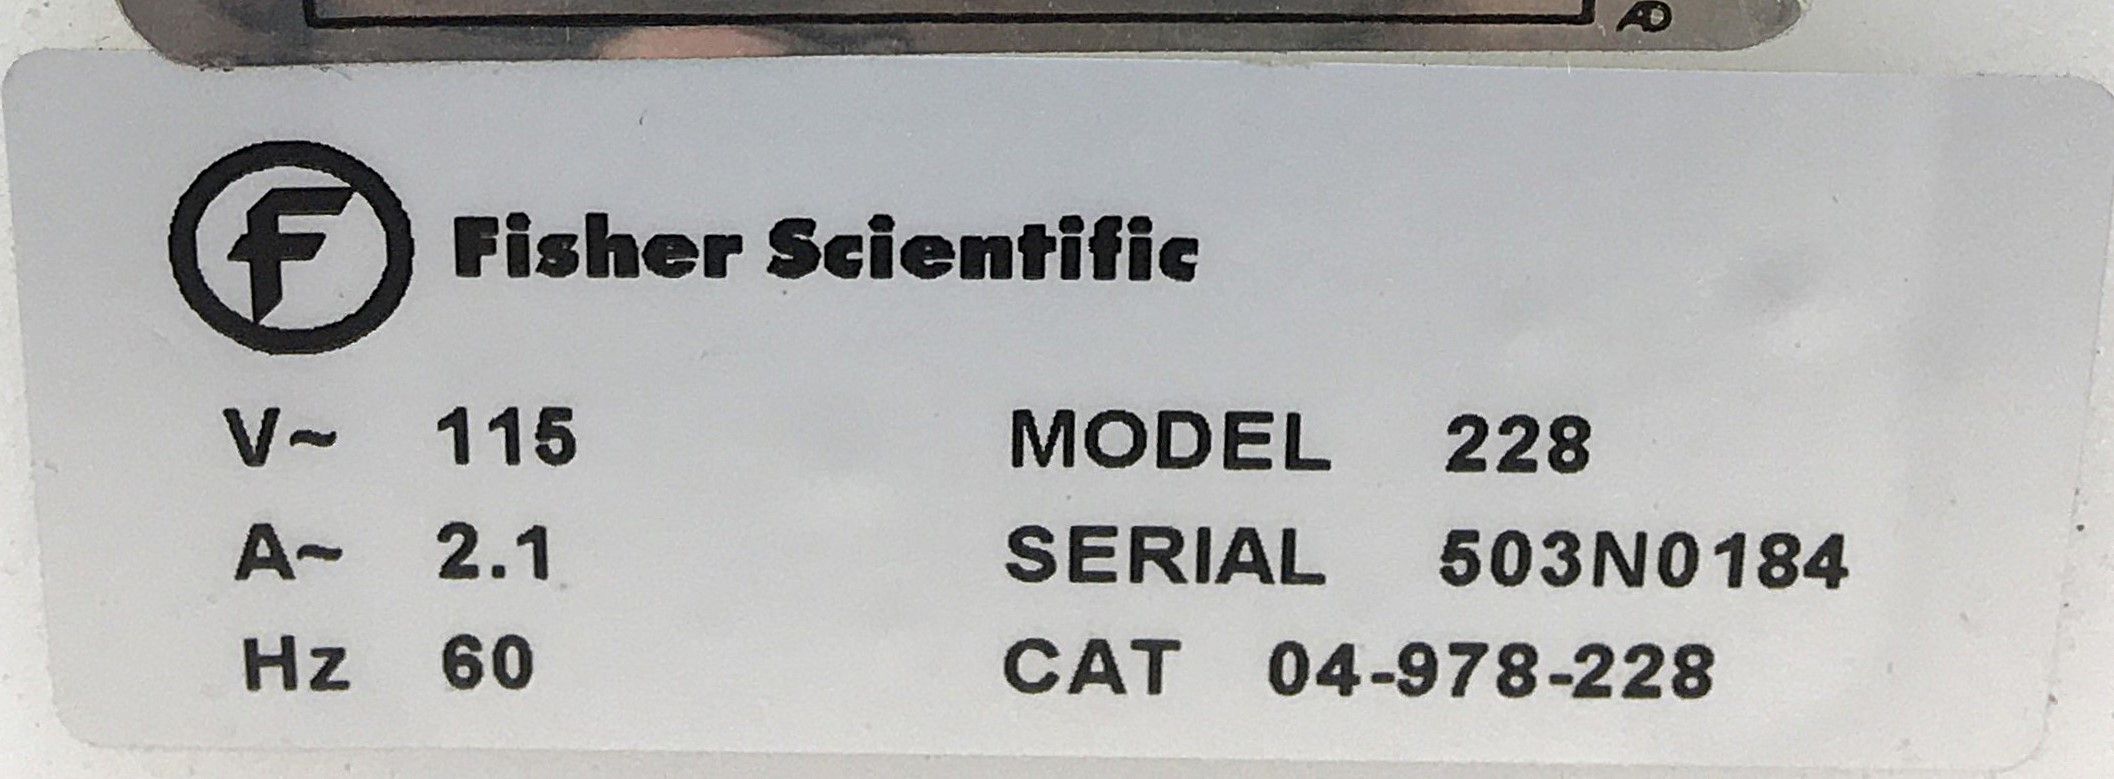 Fisher Scientific
V~ 115 MODEL 228
A~ 2.1 SERIAL 503N0184
Hz 60 CAT 04-978-228